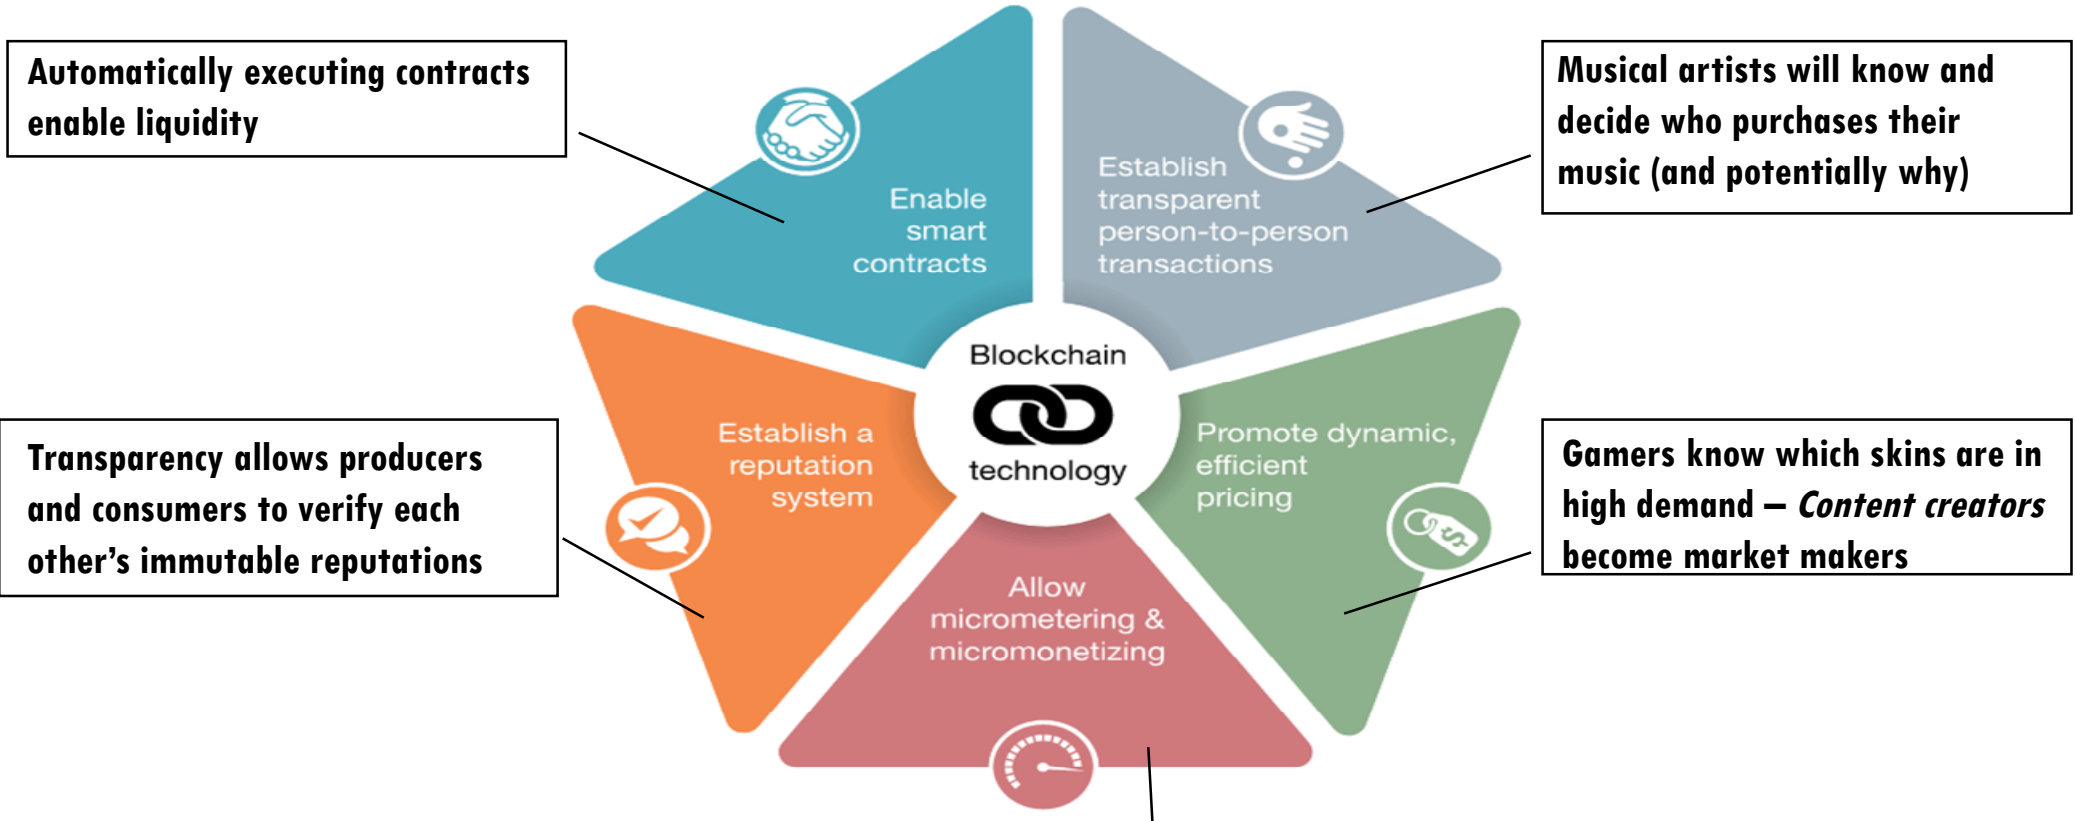 Automatically executing contracts
enable liquidity
Musical artists will know and
decide who purchases their
music (and potentially why)
Enable
smart
contracts
Establish
transparent
person-to-person
transactions
Blockchain
technology
Establish a
reputation
system
Promote dynamic,
efficient
pricing
Transparency allows producers
and consumers to verify each
other’s immutable reputations
Gamers know which skins are in
high demand – Content creators
become market makers
Allow
micrometering &
micromonetizing
$